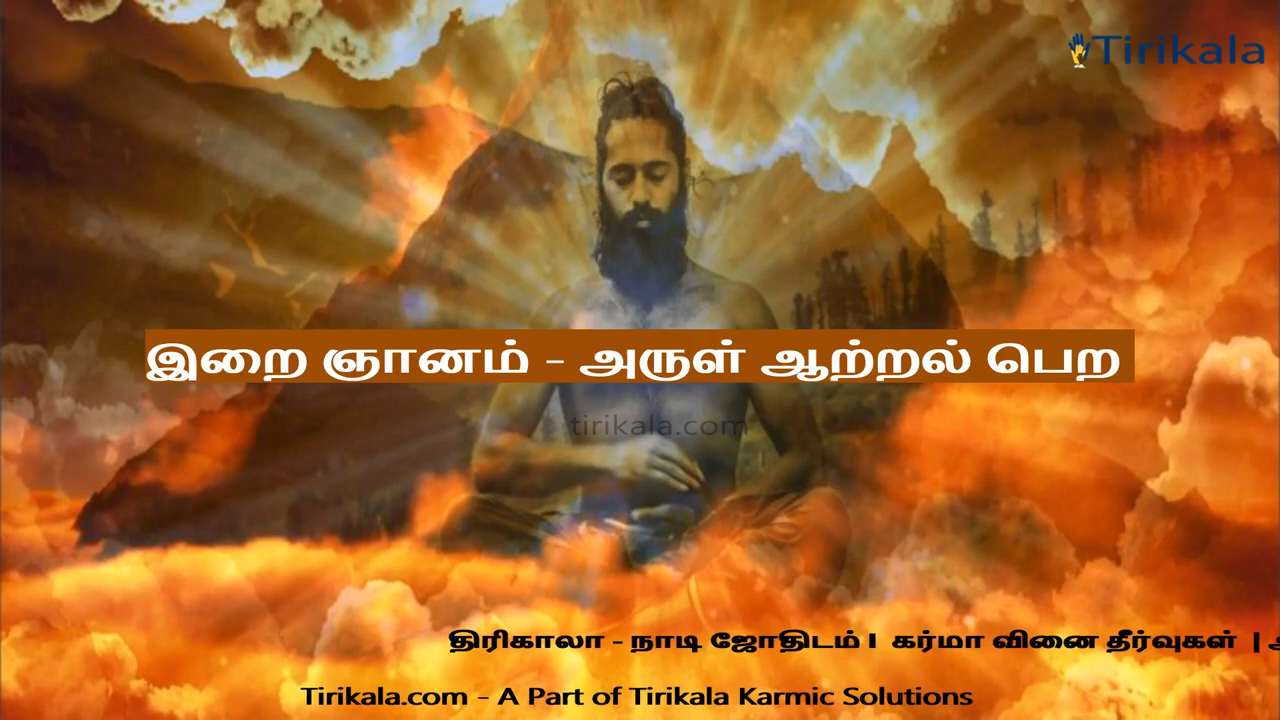 Tirikala
இறை ஞானம் - அருள் ஆற்றல் பெற
tirikala.com
திரிகாலா - நாடி ஜோதிடம் I கர்மா வினை தீர்வுகள் |
Tirikala.com - A Part of Tirikala Karmic Solutions